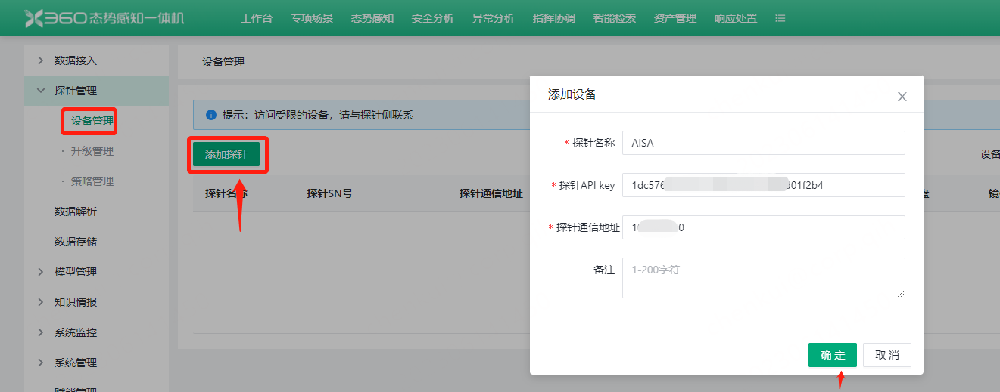 360态势感知一体机
工作台 专项场景 态势感知 安全分析 异常分析 指挥协调 智能检索 资产管理 响应处置
数据接入
探针管理
设备管理
升级管理
策略管理
数据解析
数据存储
模型管理
知识情报
系统监控
系统管理
设备管理
提示：访问受限的设备，请与探针侧联系
添加探针
设备
探针名称 探针SN号 探针通信地址 盘 镜
添加设备
* 探针名称 AISA
* 探针API key 1dc576 d01f2b4
* 探针通信地址 1 0
备注 1-200字符
确定 取消